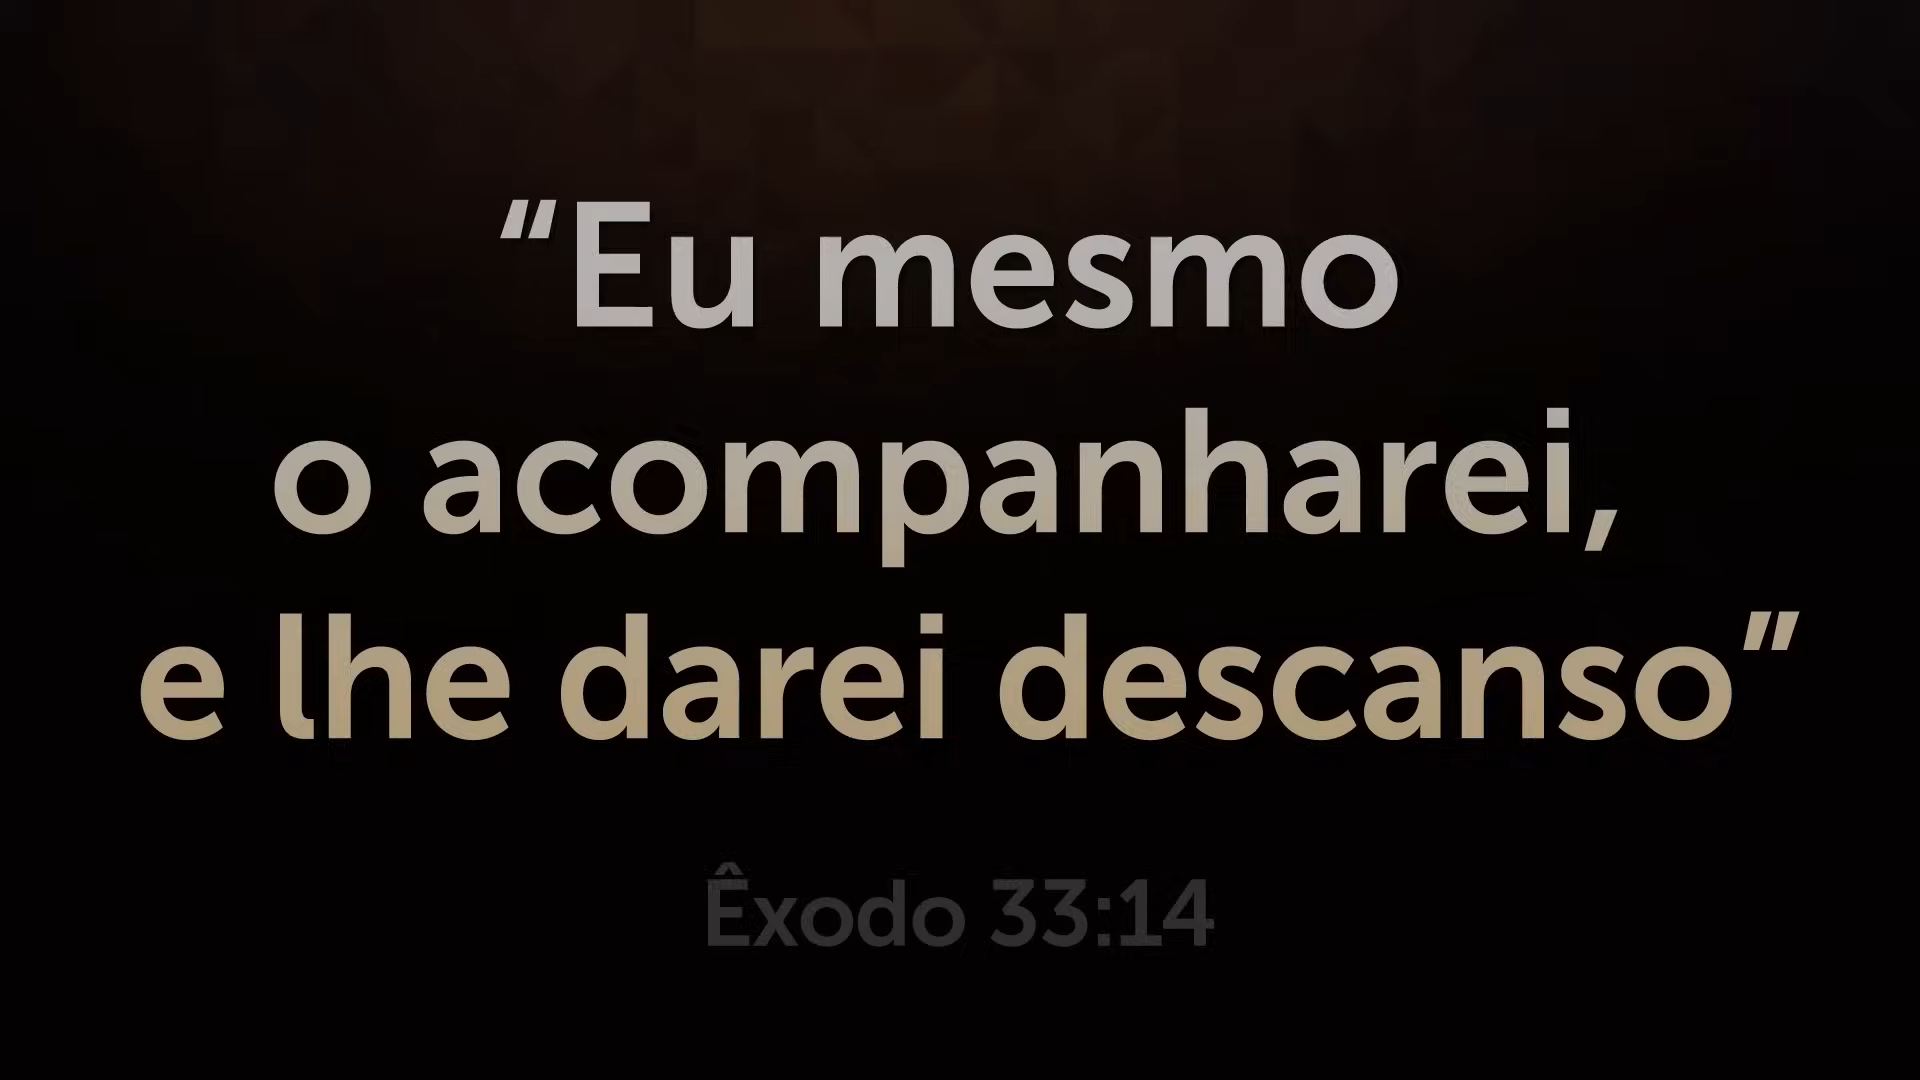 “Eu mesmo
o acompanharei,
e lhe darei descanso”
Êxodo 33:14